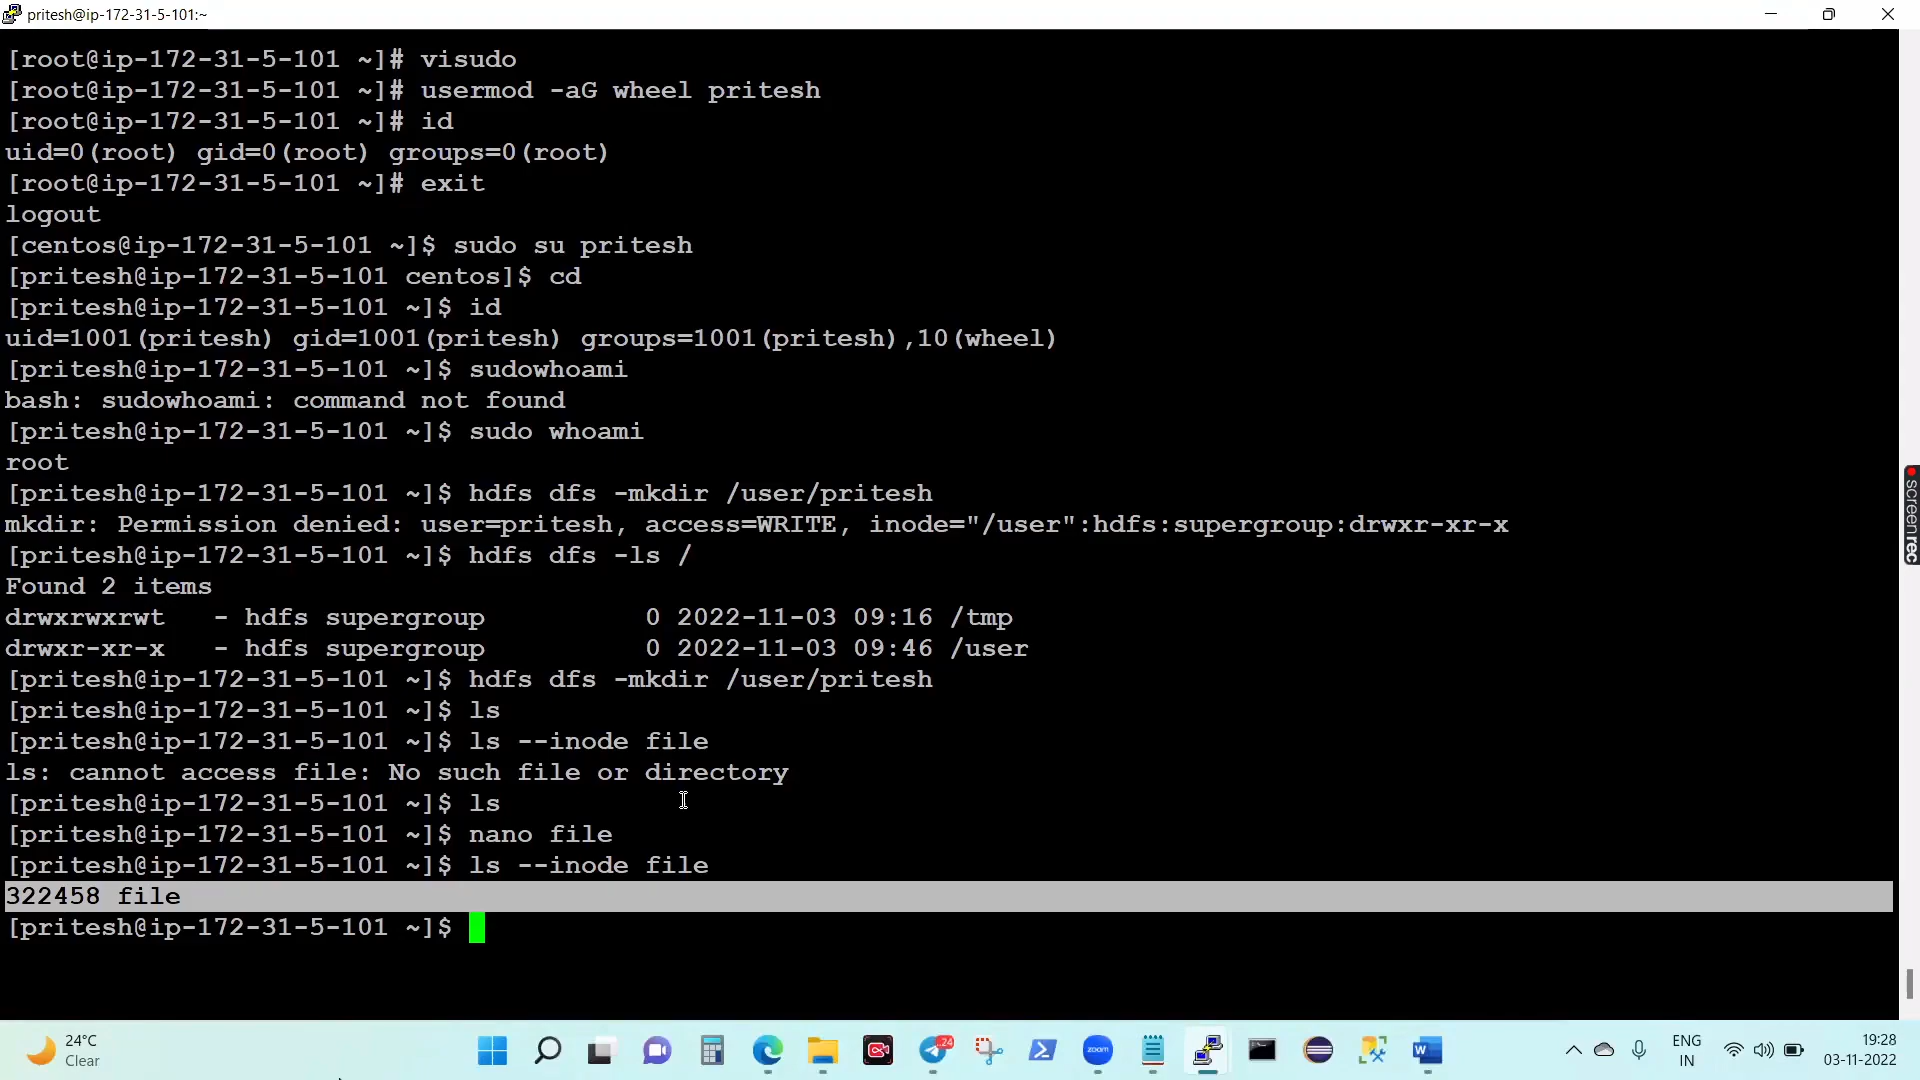 pritesh@ip-172-31-5-101:~
[root@ip-172-31-5-101 ~]# visudo
[root@ip-172-31-5-101 ~]# usermod -aG wheel pritesh
[root@ip-172-31-5-101 ~]# id
uid=0(root) gid=0(root) groups=0(root)
[root@ip-172-31-5-101 ~]# exit
logout
[centos@ip-172-31-5-101 ~]$ sudo su pritesh
[pritesh@ip-172-31-5-101 centos]$ cd
[pritesh@ip-172-31-5-101 ~]$ id
uid=1001(pritesh) gid=1001(pritesh) groups=1001(pritesh),10(wheel)
[pritesh@ip-172-31-5-101 ~]$ sudowhoami
bash: sudowhoami: command not found
[pritesh@ip-172-31-5-101 ~]$ sudo whoami
root
[pritesh@ip-172-31-5-101 ~]$ hdfs dfs -mkdir /user/pritesh
mkdir: Permission denied: user=pritesh, access=WRITE, inode="/user":hdfs:supergroup:drwxr-xr-x
[pritesh@ip-172-31-5-101 ~]$ hdfs dfs -ls /
Found 2 items
drwxrwxrwt   - hdfs supergroup          0 2022-11-03 09:16 /tmp
drwxr-xr-x   - hdfs supergroup          0 2022-11-03 09:46 /user
[pritesh@ip-172-31-5-101 ~]$ hdfs dfs -mkdir /user/pritesh
[pritesh@ip-172-31-5-101 ~]$ ls
[pritesh@ip-172-31-5-101 ~]$ ls --inode file
ls: cannot access file: No such file or directory
[pritesh@ip-172-31-5-101 ~]$ ls
[pritesh@ip-172-31-5-101 ~]$ nano file
[pritesh@ip-172-31-5-101 ~]$ ls --inode file
322458 file
[pritesh@ip-172-31-5-101 ~]$
screenrec
24°C
Clear
.24
zoom
ENG
IN
19:28
03-11-2022